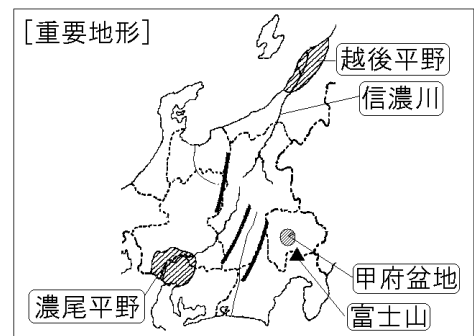 [重要地形]
越後平野
信濃川
甲府盆地
濃尾平野
富士山